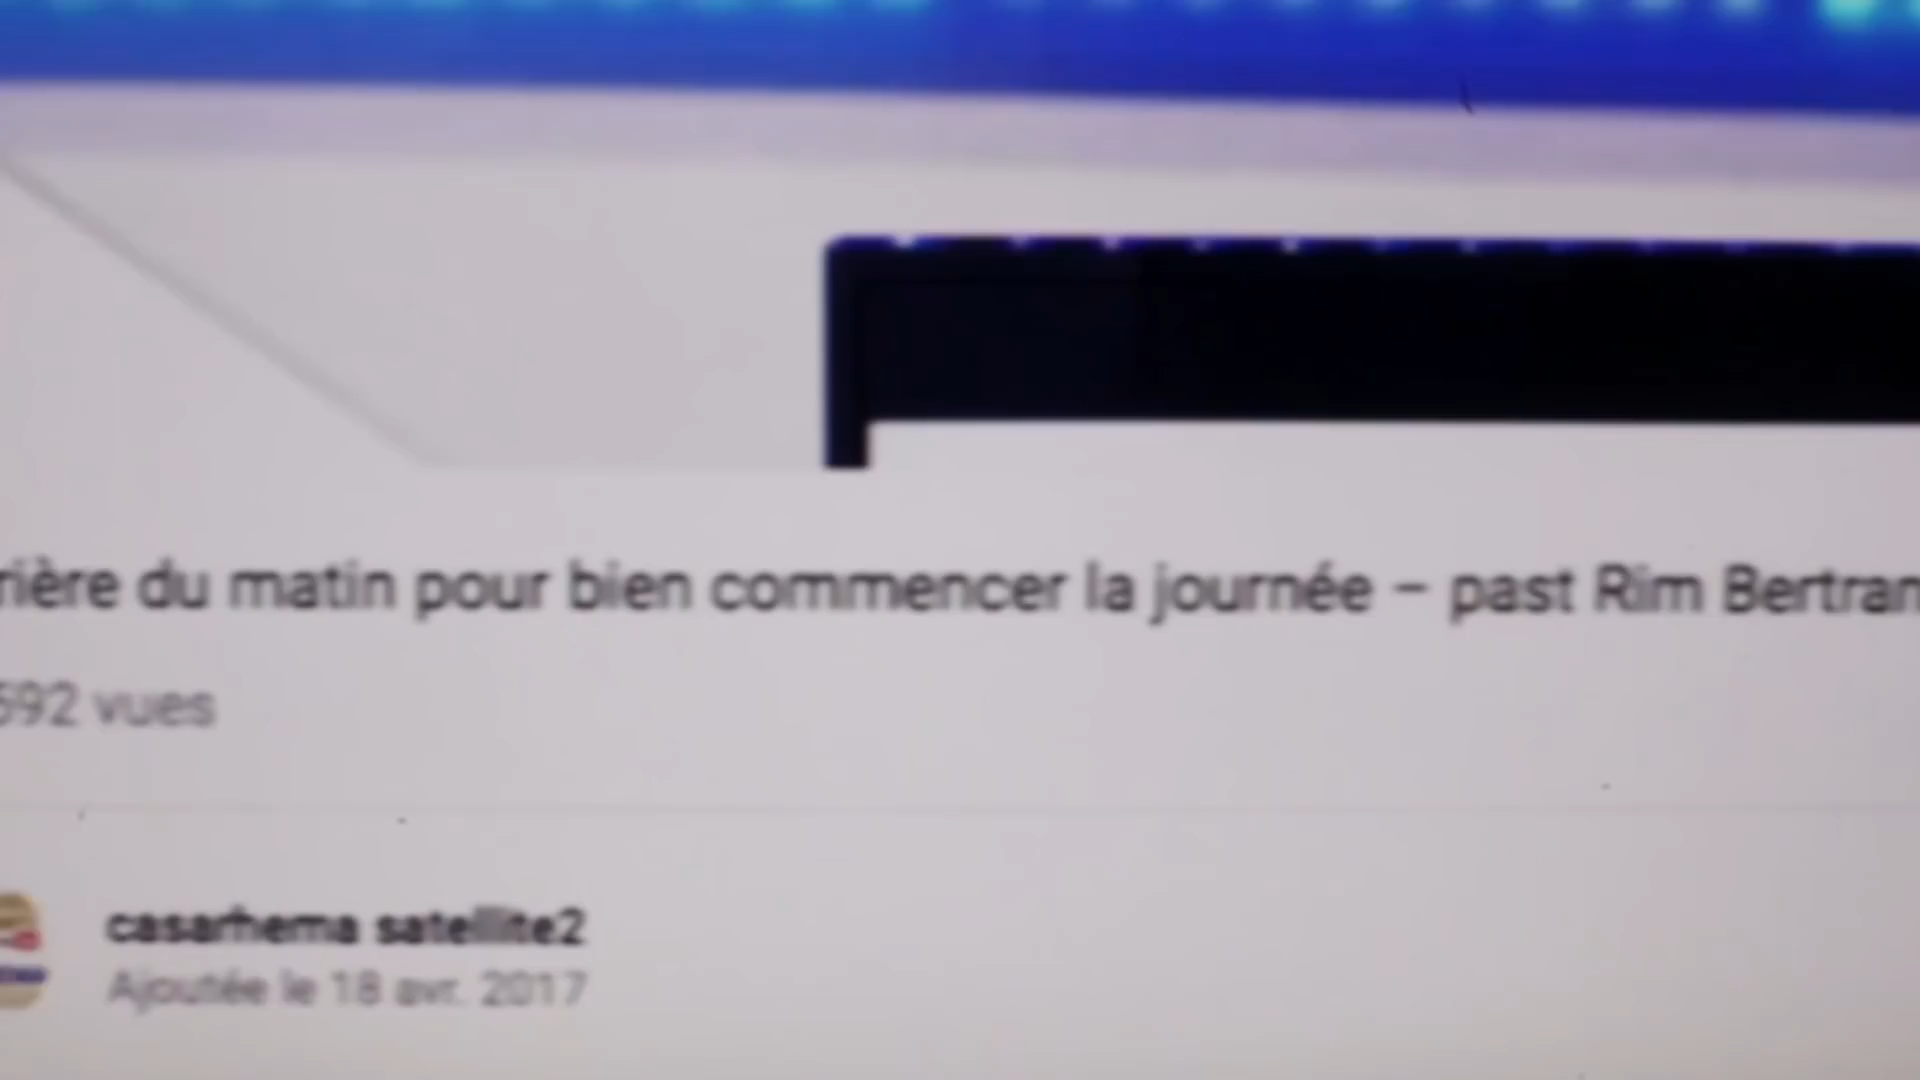 rière du matin pour bien commencer la journée – past Rim Bertran
592 vues
casarhema satellite2
Ajoutée le 18 avr. 2017